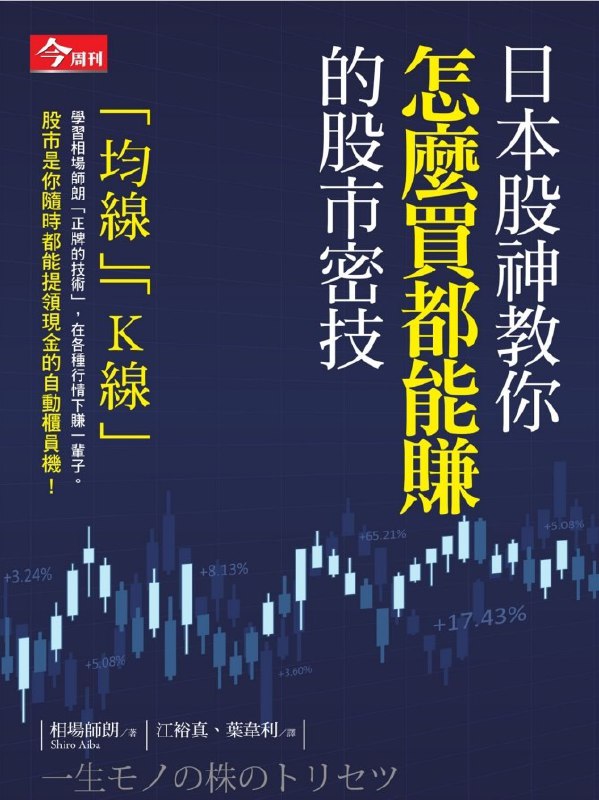 日本股神教你
怎麼買都能賺
的股市密技
「均線」「K線」
學習相場師朗「正牌的技術」，在各種行情下賺一輩子。
股市是你隨時都能提領現金的自動櫃員機！
今周刊
+3.24%
+5.08%
+8.13%
+3.60%
+65.21%
+17.43%
+5.08%
相場師朗／著
Shiro Aiba
江裕真、葉韋利／譯
一生モノの株のトリセツ